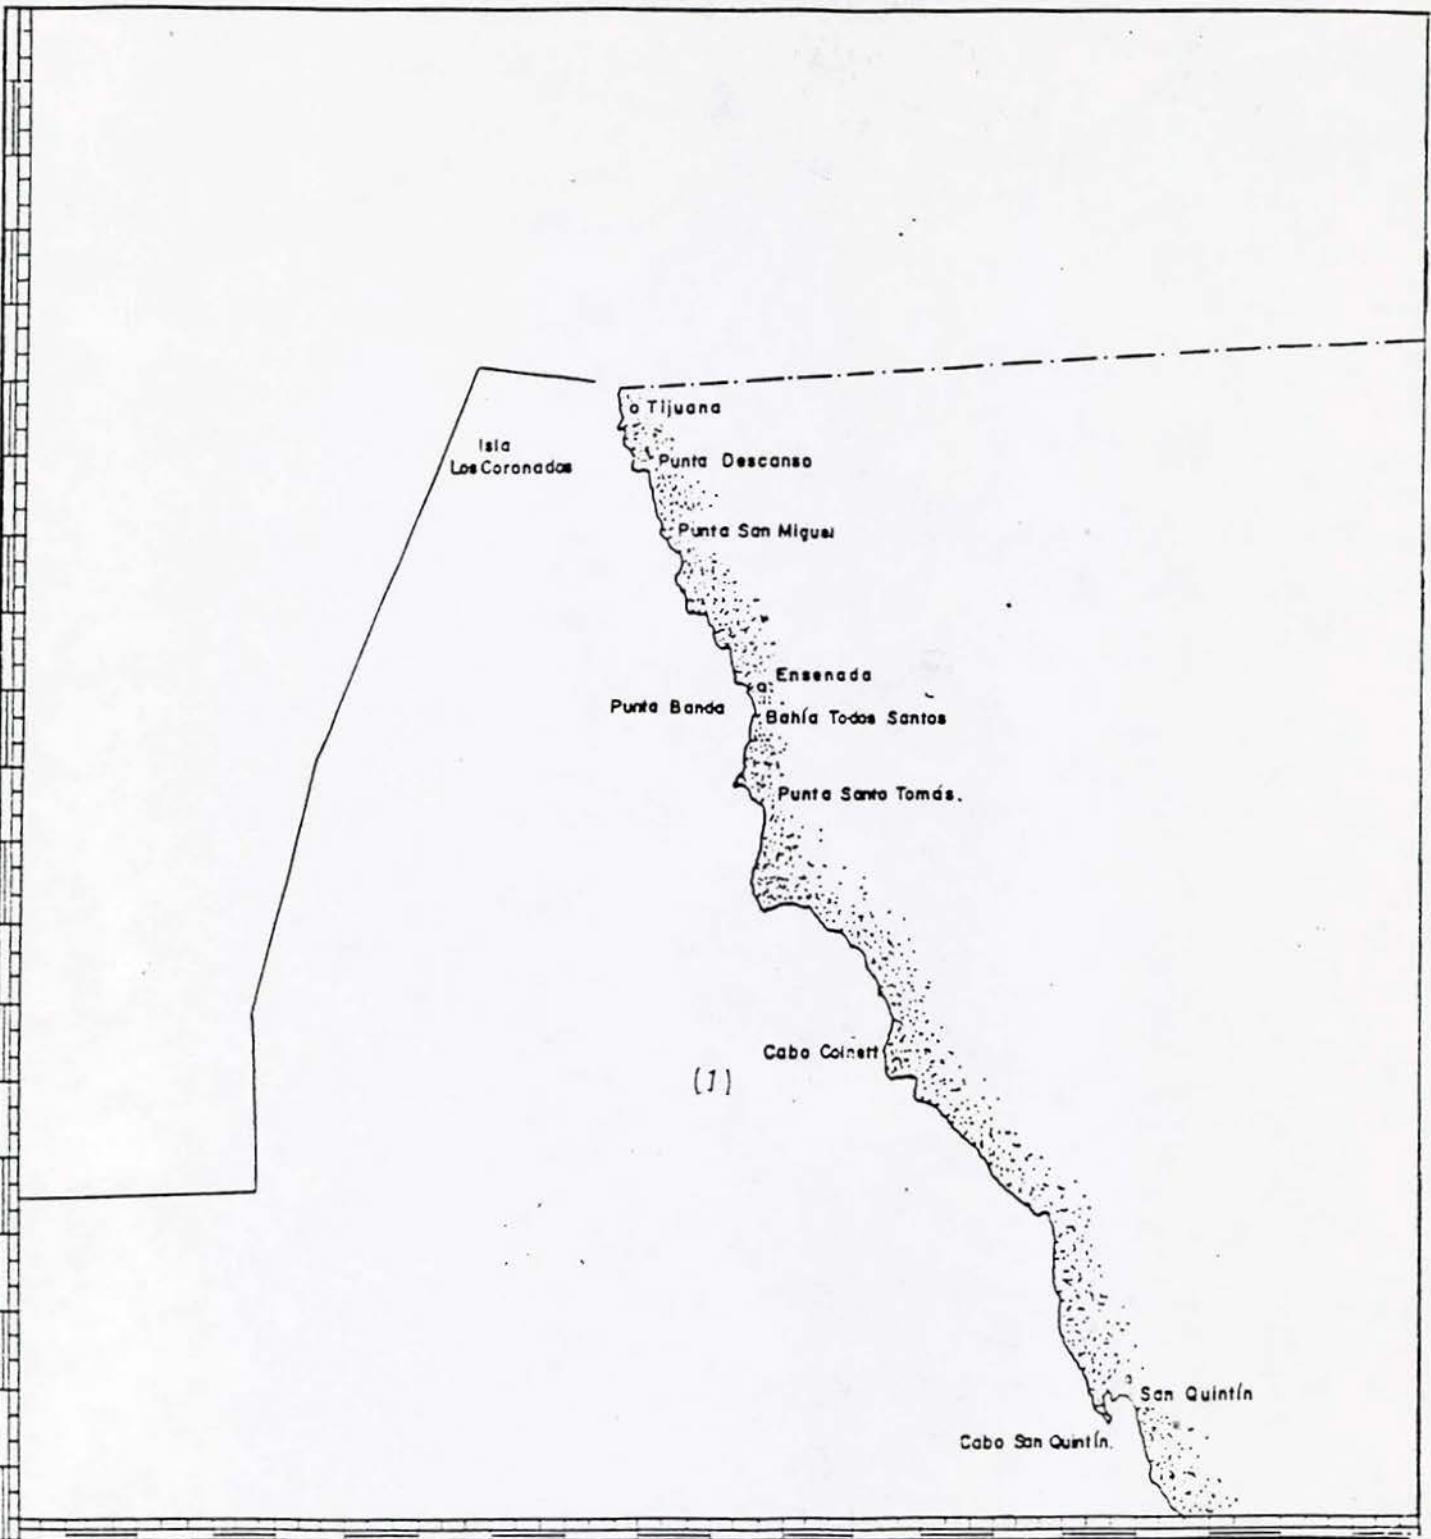 Tijuana
Isla
Los Coronados
Punta Descanso
Punta San Miguel
Ensenada
Punta Banda
Bahía Todos Santos
Punta Santo Tomás.
Cabo Colnett
(1)
San Quintín
Cabo San Quintín.